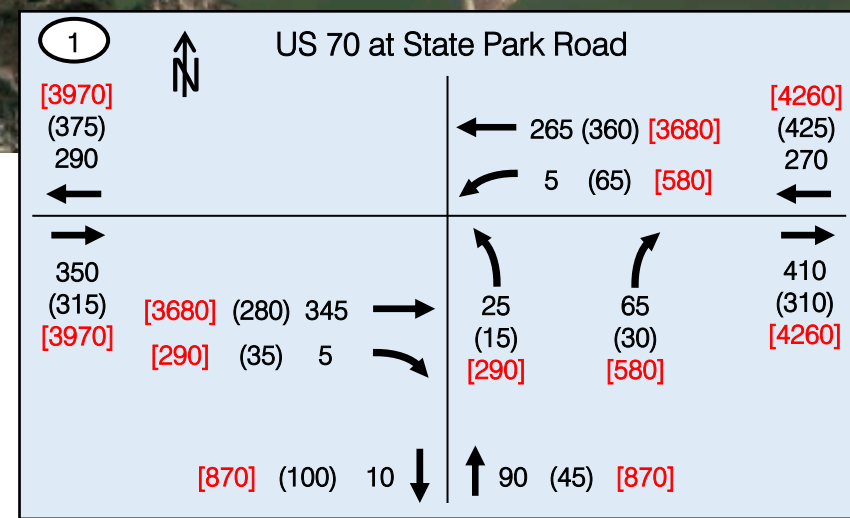 1
N
US 70 at State Park Road
[3970]
(375)
290
265 (360) [3680]
5 (65) [580]
[4260]
(425)
270
350
(315)
[3970]
[3680] (280) 345
[290] (35) 5
25
(15)
[290]
65
(30)
[580]
410
(310)
[4260]
[870] (100) 10
90 (45) [870]